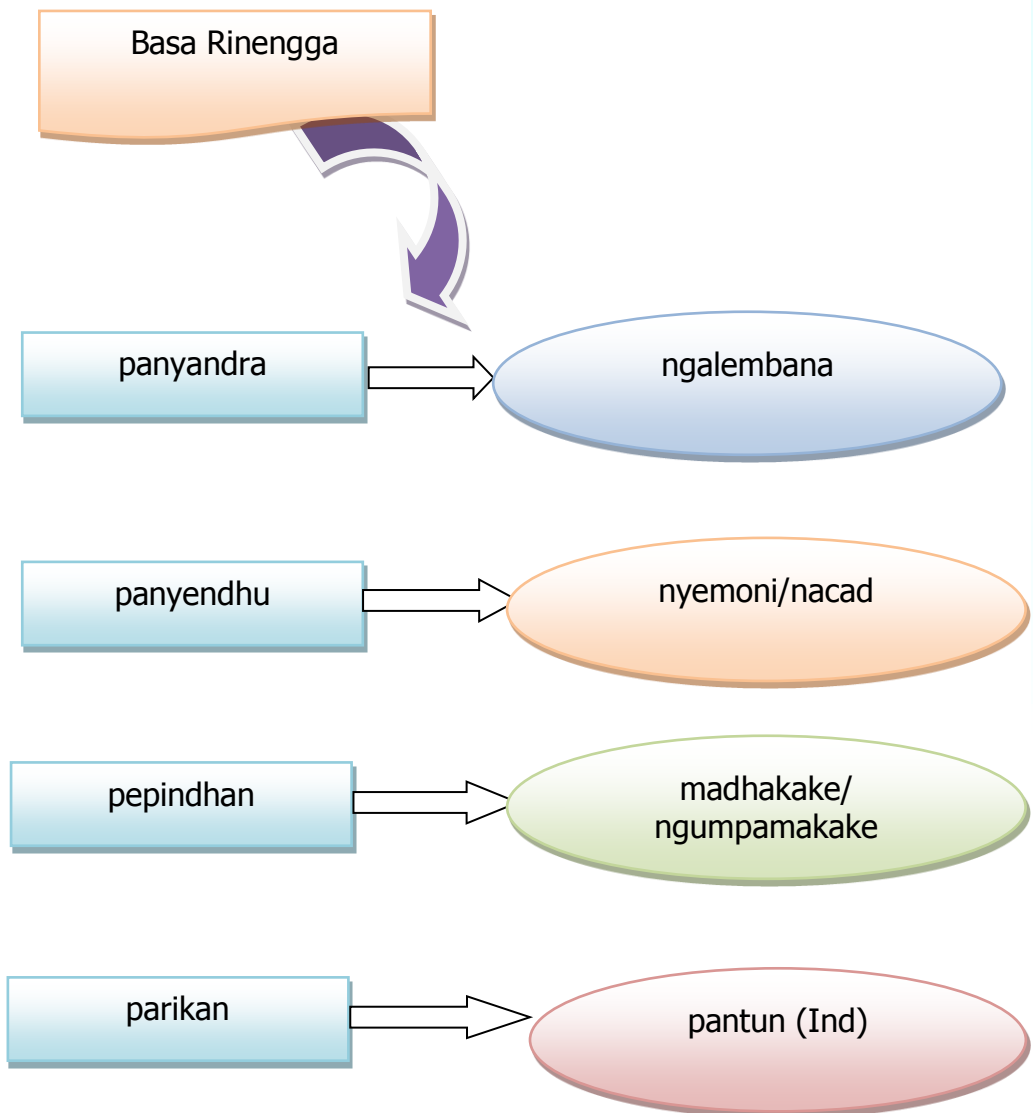 Basa Rinengga
panyandra
ngalembana
panyendhu
nyemoni/nacad
pepindhan
madhakake/
ngumpamakake
parikan
pantun (Ind)